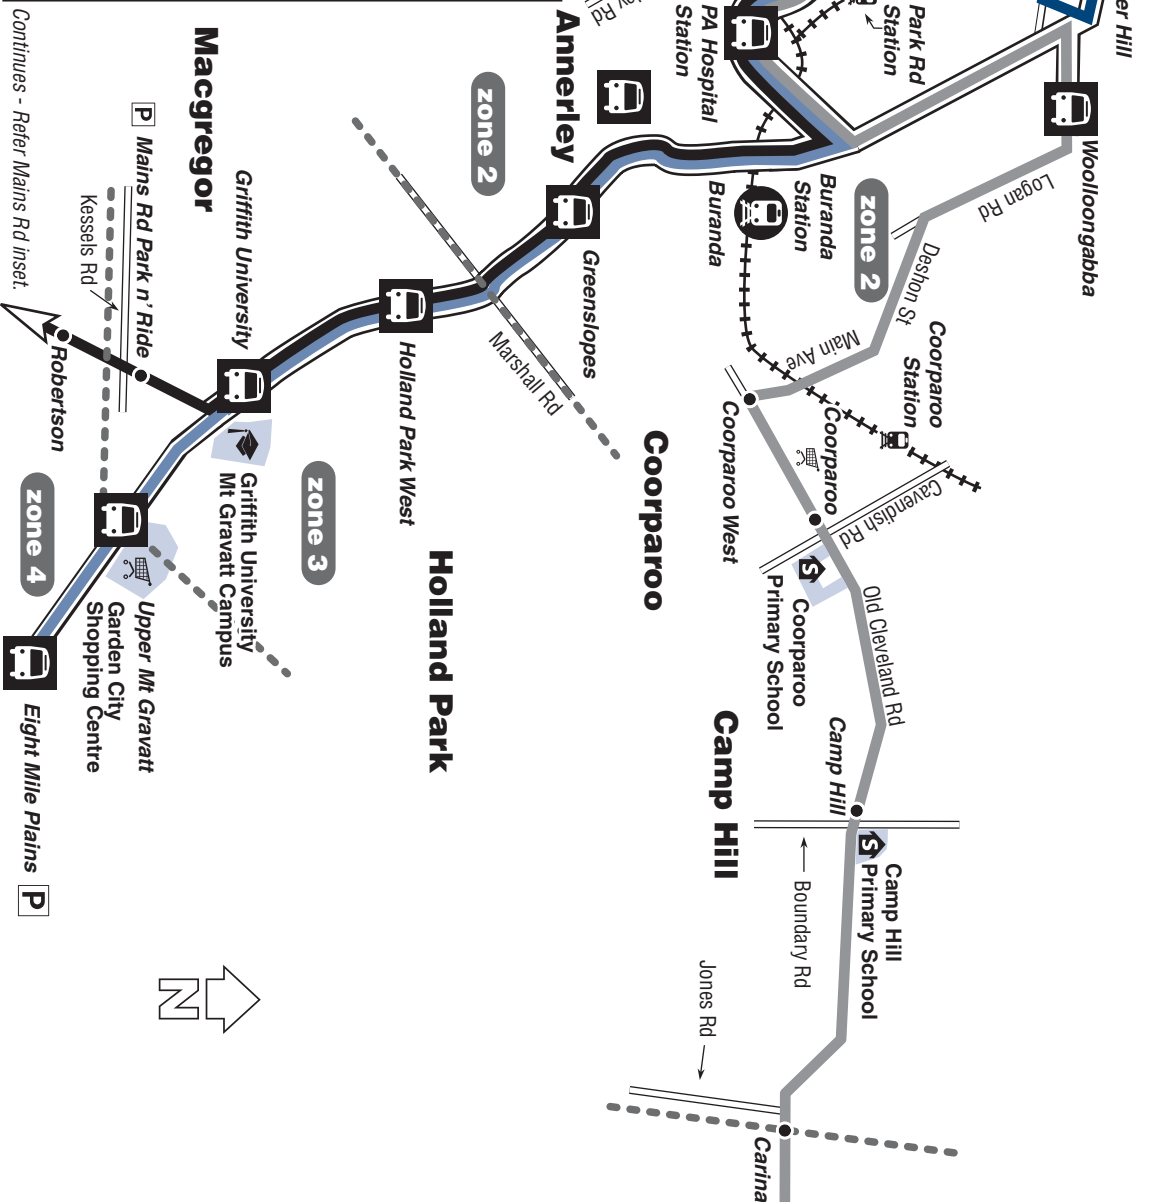 er Hill
Park Rd
Station
PA Hospital
Station
ley Rd
Annerley
zone 2
Woolloongabba
Logan Rd
Deshon St
zone 2
Buranda
Station
Buranda
Main Ave
Coorparoo
Station
Coorparoo
Cavendish Rd
Coorparoo West
Coorparoo
Primary School
Old Cleveland Rd
Camp Hill
Camp Hill
Primary School
Boundary Rd
Jones Rd
Carina
Camp Hill
Coorparoo
Greenslopes
Marshall Rd
Holland Park West
Holland Park
zone 3
Griffith University
Griffith University
Mt Gravatt Campus
Macgregor
P Mains Rd Park n' Ride
Kessels Rd
Robertson
Continues - Refer Mains Rd inset.
zone 4
Upper Mt Gravatt
Garden City
Shopping Centre
Eight Mile Plains P
S
S
N